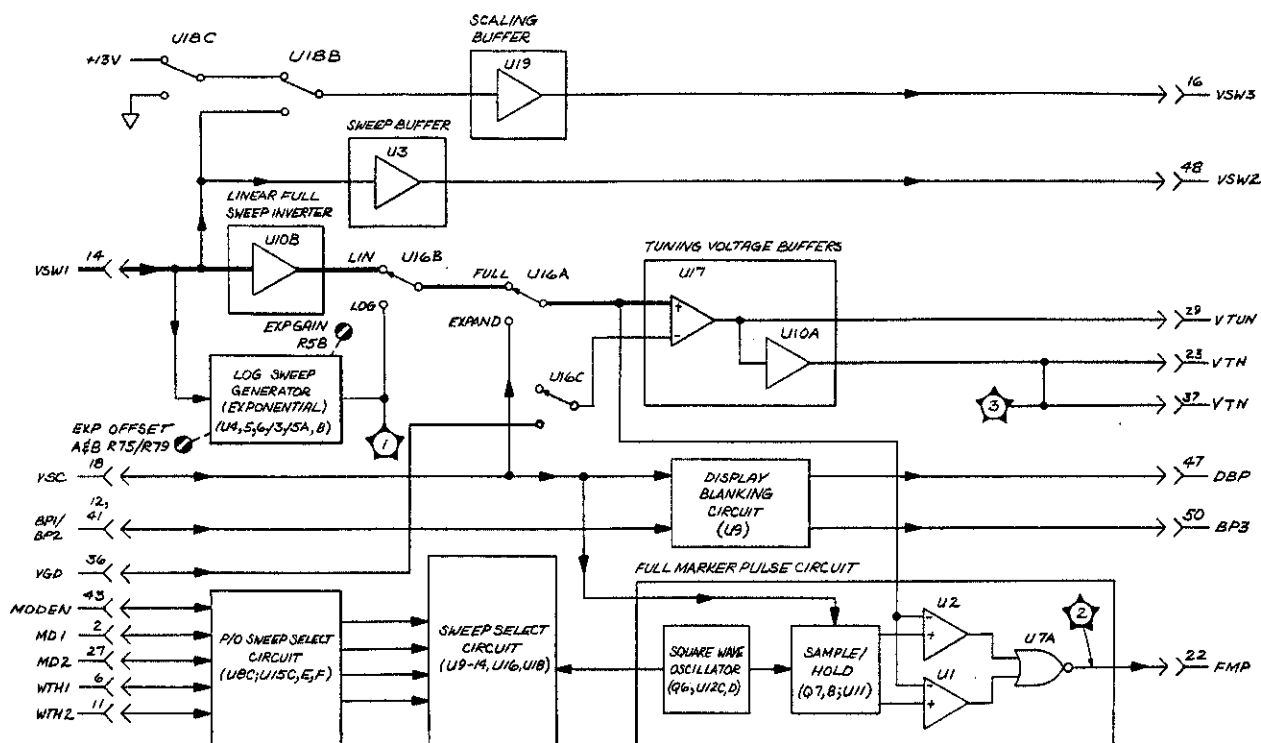 SCALING
BUFFER
U18C
+13V
U18B
U19
16
VSW3
SWEEP BUFFER
U3
48
VSW2
LINEAR FULL
SWEEP INVERTER
U10B
14
VSW1
LIN
U16B
FULL
U16A
LOG
EXPAND
TUNING VOLTAGE BUFFERS
U17
+
-
U10A
29
VTUN
23
VTN
37
VTN
3
EXP GAIN
R58
LOG SWEEP
GENERATOR
(EXPONENTIAL)
(U4,5,6,13,15A,B)
EXP OFFSET
A&B R75/R79
1
U16C
18
VSC
12,
41
BP1/
BP2
DISPLAY
BLANKING
CIRCUIT
(U9)
47
DBP
50
BP3
36
VGD
43
MODEN
2
MD1
27
MD2
6
WTH1
11
WTH2
P/O SWEEP SELECT
CIRCUIT
(U8C;U15C,E,F)
SWEEP SELECT
CIRCUIT
(U9-14,U16,U18)
FULL MARKER PULSE CIRCUIT
SQUARE WAVE
OSCILLATOR
(Q6,U12C,D)
SAMPLE/
HOLD
(Q7,8;U11)
U2
-
+
U1
-
+
U7A
2
22
FMP